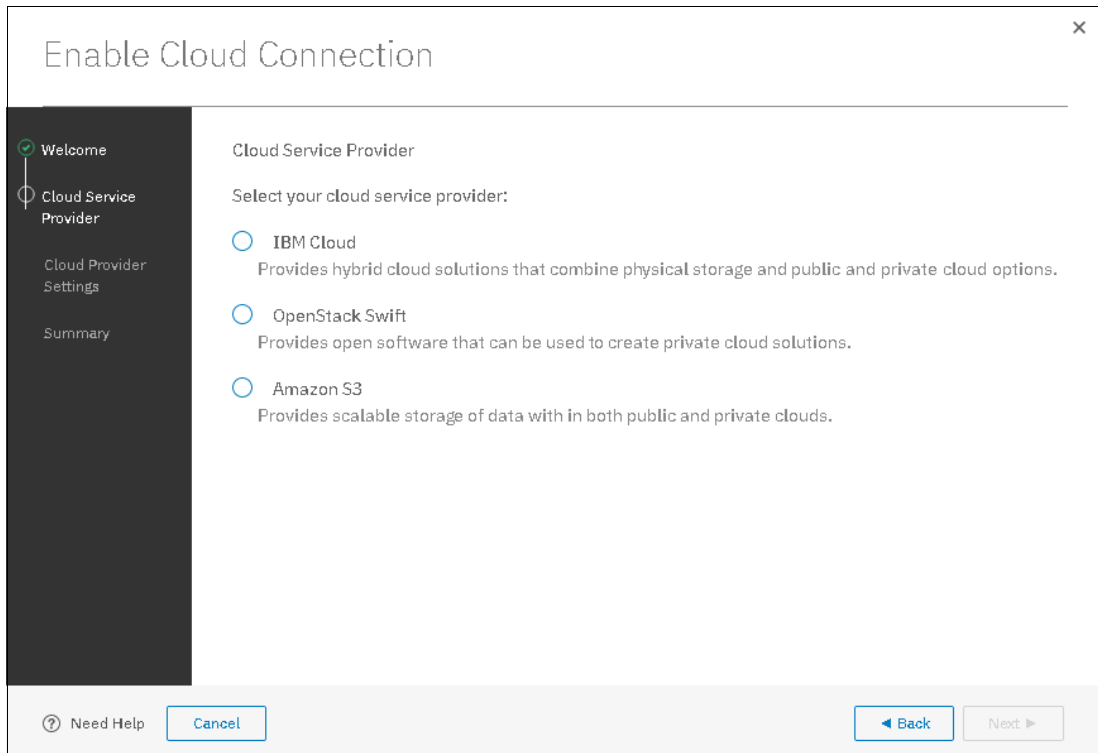 Enable Cloud Connection
Welcome
Cloud Service
Provider
Cloud Provider
Settings
Summary
Cloud Service Provider
Select your cloud service provider:
IBM Cloud
Provides hybrid cloud solutions that combine physical storage and public and private cloud options.
OpenStack Swift
Provides open software that can be used to create private cloud solutions.
Amazon S3
Provides scalable storage of data with in both public and private clouds.
Need Help
Cancel
Back
Next